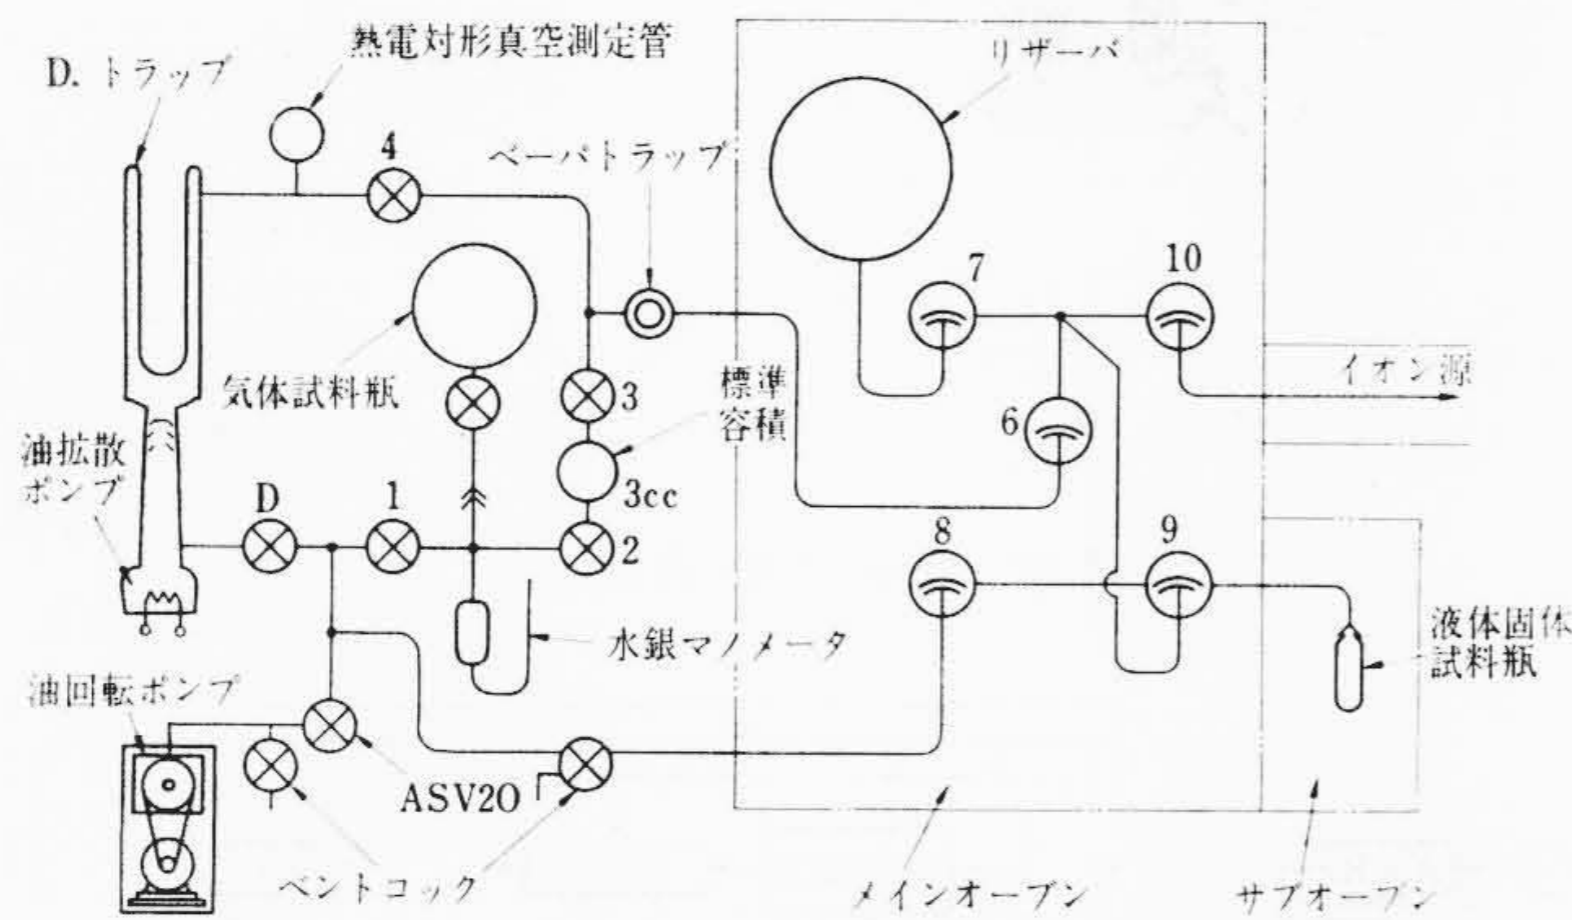 熱電対形真空測定管
D. トラップ
リザーバ
4
ベーパトラップ
7
10
気体試料瓶
3
標準
容積
イオン源
6
油拡散
ポンプ
3cc
D
1
2
8
9
水銀マノメータ
液体固体
試料瓶
油回転ポンプ
ASV20
ベントコック
メインオーブン
サブオーブン